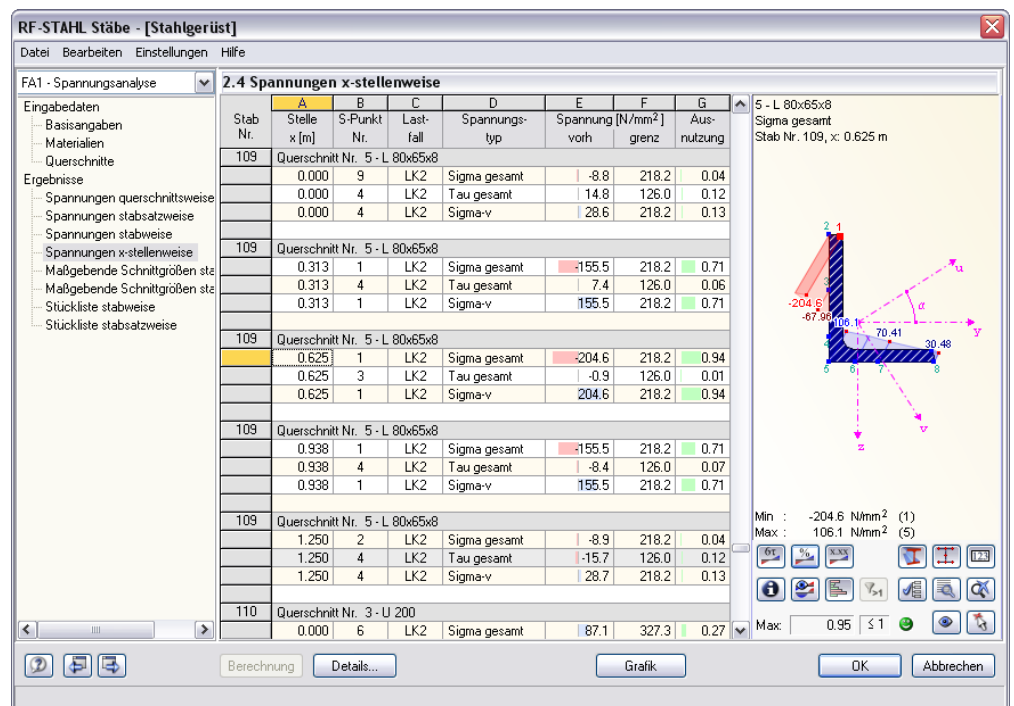 RF-STAHL Stäbe - [Stahlgerüst]
Datei Bearbeiten Einstellungen Hilfe
FA1 - Spannungsanalyse
Eingabedaten
Basisangaben
Materialien
Querschnitte
Ergebnisse
Spannungen querschnittsweise
Spannungen stabsatzweise
Spannungen stabweise
Spannungen x-stellenweise
Maßgebende Schnittgrößen sta
Maßgebende Schnittgrößen sta
Stückliste stabweise
Stückliste stabsatzweise
2.4 Spannungen x-stellenweise
A B C D E F G
Stab Stelle S-Punkt Last- Spannungs- Spannung [N/mm²] Aus-
Nr. x [m] Nr. fall typ vorh grenz nutzung
109 Querschnitt Nr. 5 - L 80x65x8
0.000 9 LK2 Sigma gesamt -8.8 218.2 0.04
0.000 4 LK2 Tau gesamt 14.8 126.0 0.12
0.000 4 LK2 Sigma-v 28.6 218.2 0.13
109 Querschnitt Nr. 5 - L 80x65x8
0.313 1 LK2 Sigma gesamt -155.5 218.2 0.71
0.313 4 LK2 Tau gesamt 7.4 126.0 0.06
0.313 1 LK2 Sigma-v 155.5 218.2 0.71
109 Querschnitt Nr. 5 - L 80x65x8
0.625 1 LK2 Sigma gesamt -204.6 218.2 0.94
0.625 3 LK2 Tau gesamt -0.9 126.0 0.01
0.625 1 LK2 Sigma-v 204.6 218.2 0.94
109 Querschnitt Nr. 5 - L 80x65x8
0.938 1 LK2 Sigma gesamt -155.5 218.2 0.71
0.938 4 LK2 Tau gesamt -8.4 126.0 0.07
0.938 1 LK2 Sigma-v 155.5 218.2 0.71
109 Querschnitt Nr. 5 - L 80x65x8
1.250 2 LK2 Sigma gesamt -8.9 218.2 0.04
1.250 4 LK2 Tau gesamt -15.7 126.0 0.12
1.250 4 LK2 Sigma-v 28.7 218.2 0.13
110 Querschnitt Nr. 3 - U 200
0.000 6 LK2 Sigma gesamt 87.1 327.3 0.27
5 - L 80x65x8
Sigma gesamt
Stab Nr. 109, x: 0.625 m
2 1
u
3
-204.6
α
-67.96
106.1
70.41
y
4
30.48
5 6 7 8
v
z
Min : -204.6 N/mm² (1)
Max : 106.1 N/mm² (5)
6τ % x.xx 123
>1
Max: 0.95 ≤ 1
Berechnung Details... Grafik OK Abbrechen